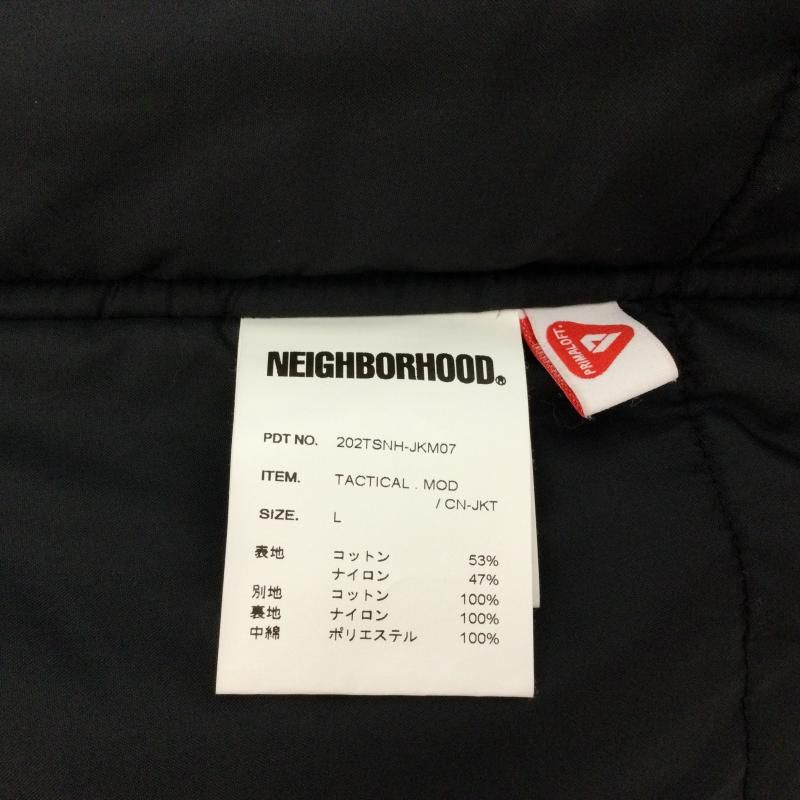 NEIGHBORHOOD®
PRIMALOFT®
PDT NO. 202TSNH-JKM07
ITEM. TACTICAL . MOD
/ CN-JKT
SIZE. L
表地 コットン 53%
ナイロン 47%
別地 コットン 100%
裏地 ナイロン 100%
中綿 ポリエステル 100%